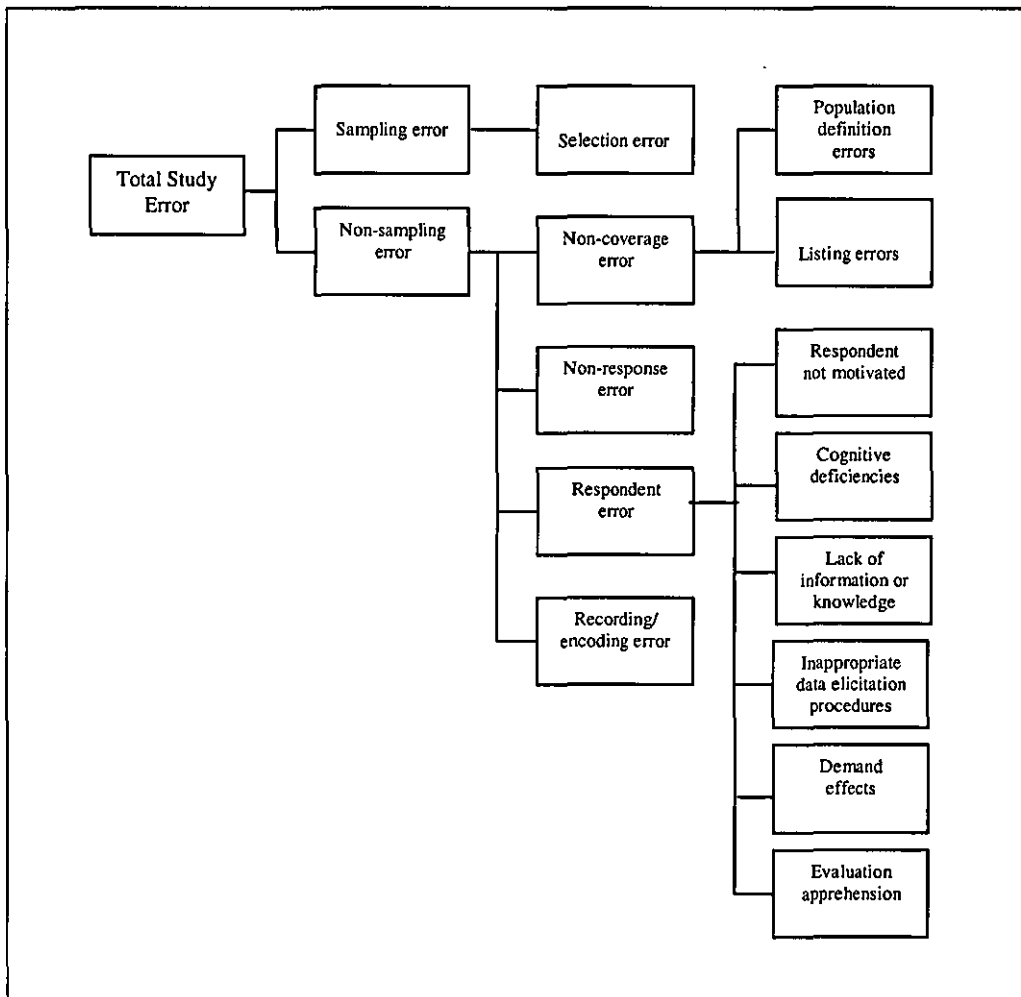 Total Study
Error
Sampling error
Non-sampling
error
Selection error
Non-coverage
error
Non-response
error
Respondent
error
Recording/
encoding error
Population
definition
errors
Listing errors
Respondent
not motivated
Cognitive
deficiencies
Lack of
information or
knowledge
Inappropriate
data elicitation
procedures
Demand
effects
Evaluation
apprehension